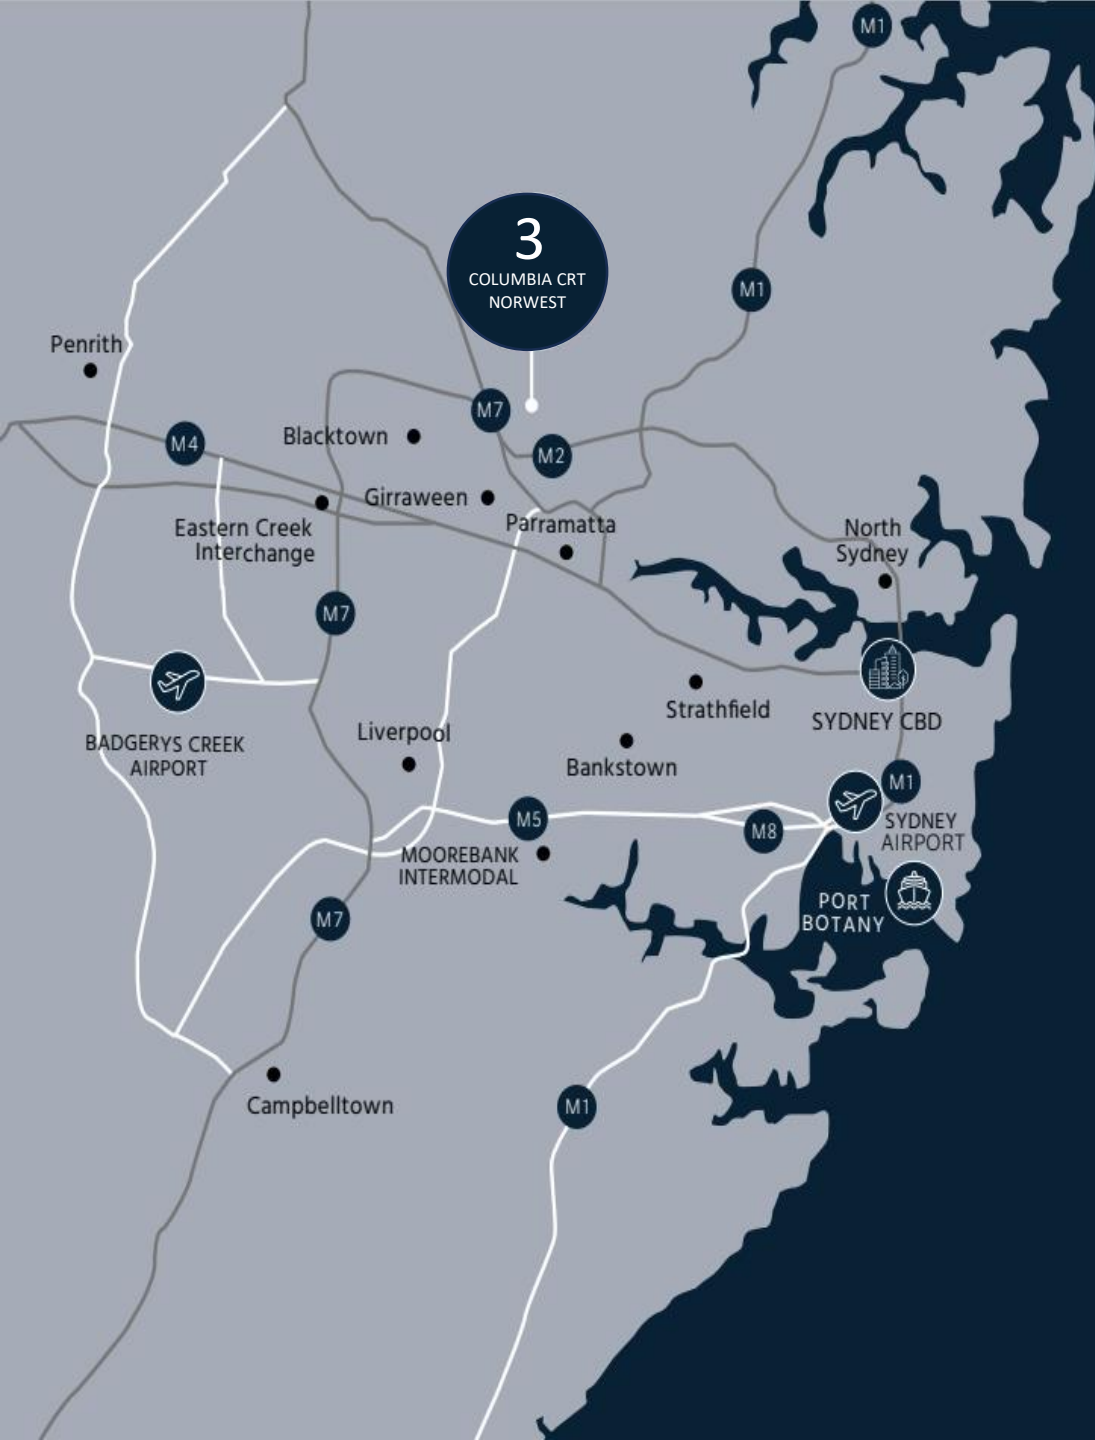 M1
3
COLUMBIA CRT
NORWEST
M1
Penrith
M7
M4
Blacktown
M2
Girraween
Eastern Creek
Interchange
Parramatta
North
Sydney
M7
BADGERYS CREEK
AIRPORT
Strathfield
SYDNEY CBD
Liverpool
Bankstown
M1
M5
M8
SYDNEY
AIRPORT
MOOREBANK
INTERMODAL
PORT
BOTANY
M7
Campbelltown
M1